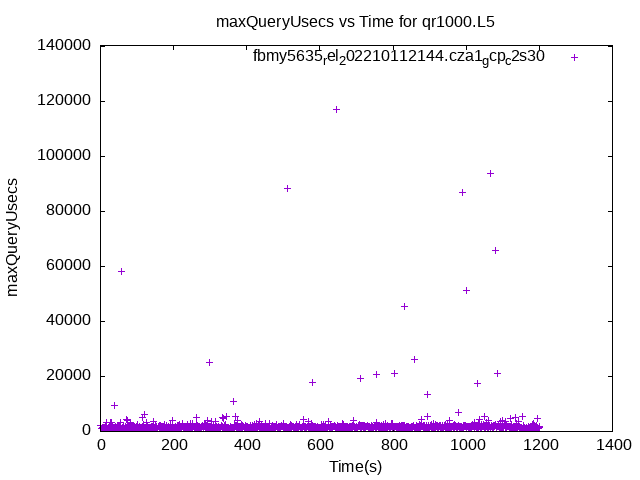 maxQueryUsecs vs Time for qr1000.L5
fbmy5635rel202210112144.cza1gcpc2s30
140000
120000
100000
80000
60000
40000
20000
0
maxQueryUsecs
0 200 400 600 800 1000 1200 1400
Time(s)